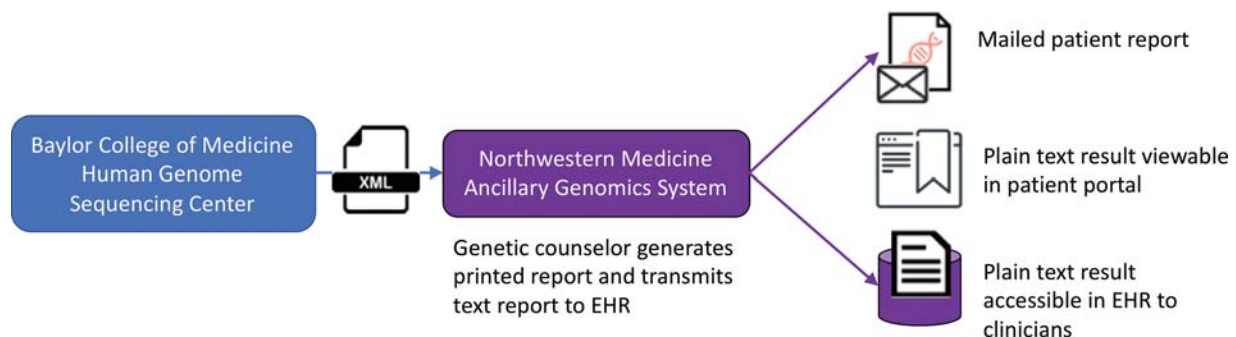 Baylor College of Medicine
Human Genome
Sequencing Center
XML
Northwestern Medicine
Ancillary Genomics System
Genetic counselor generates
printed report and transmits
text report to EHR
Mailed patient report
Plain text result viewable
in patient portal
Plain text result
accessible in EHR to
clinicians